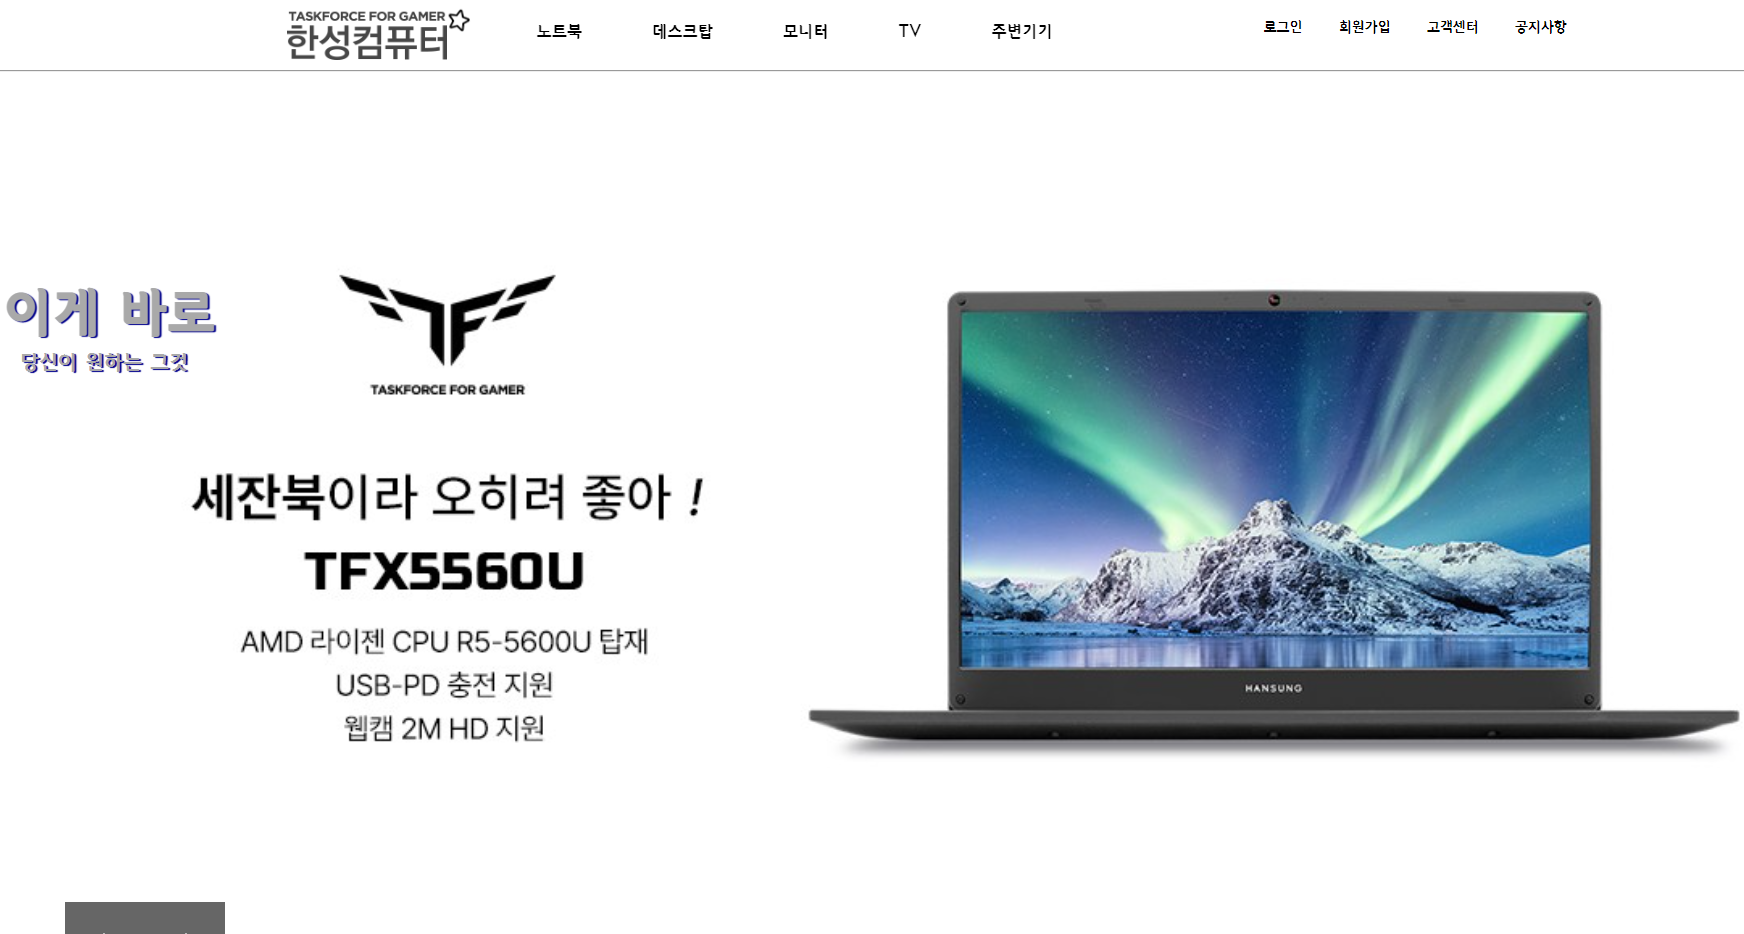 TASKFORCE FOR GAMER
한성컴퓨터
노트북 데스크탑 모니터 TV 주변기기
로그인 회원가입 고객센터 공지사항
이게 바로
당신이 원하는 그것
TASKFORCE FOR GAMER
세잔북이라 오히려 좋아 !
TFX5560U
AMD 라이젠 CPU R5-5600U 탑재
USB-PD 충전 지원
웹캠 2M HD 지원
HANSUNG